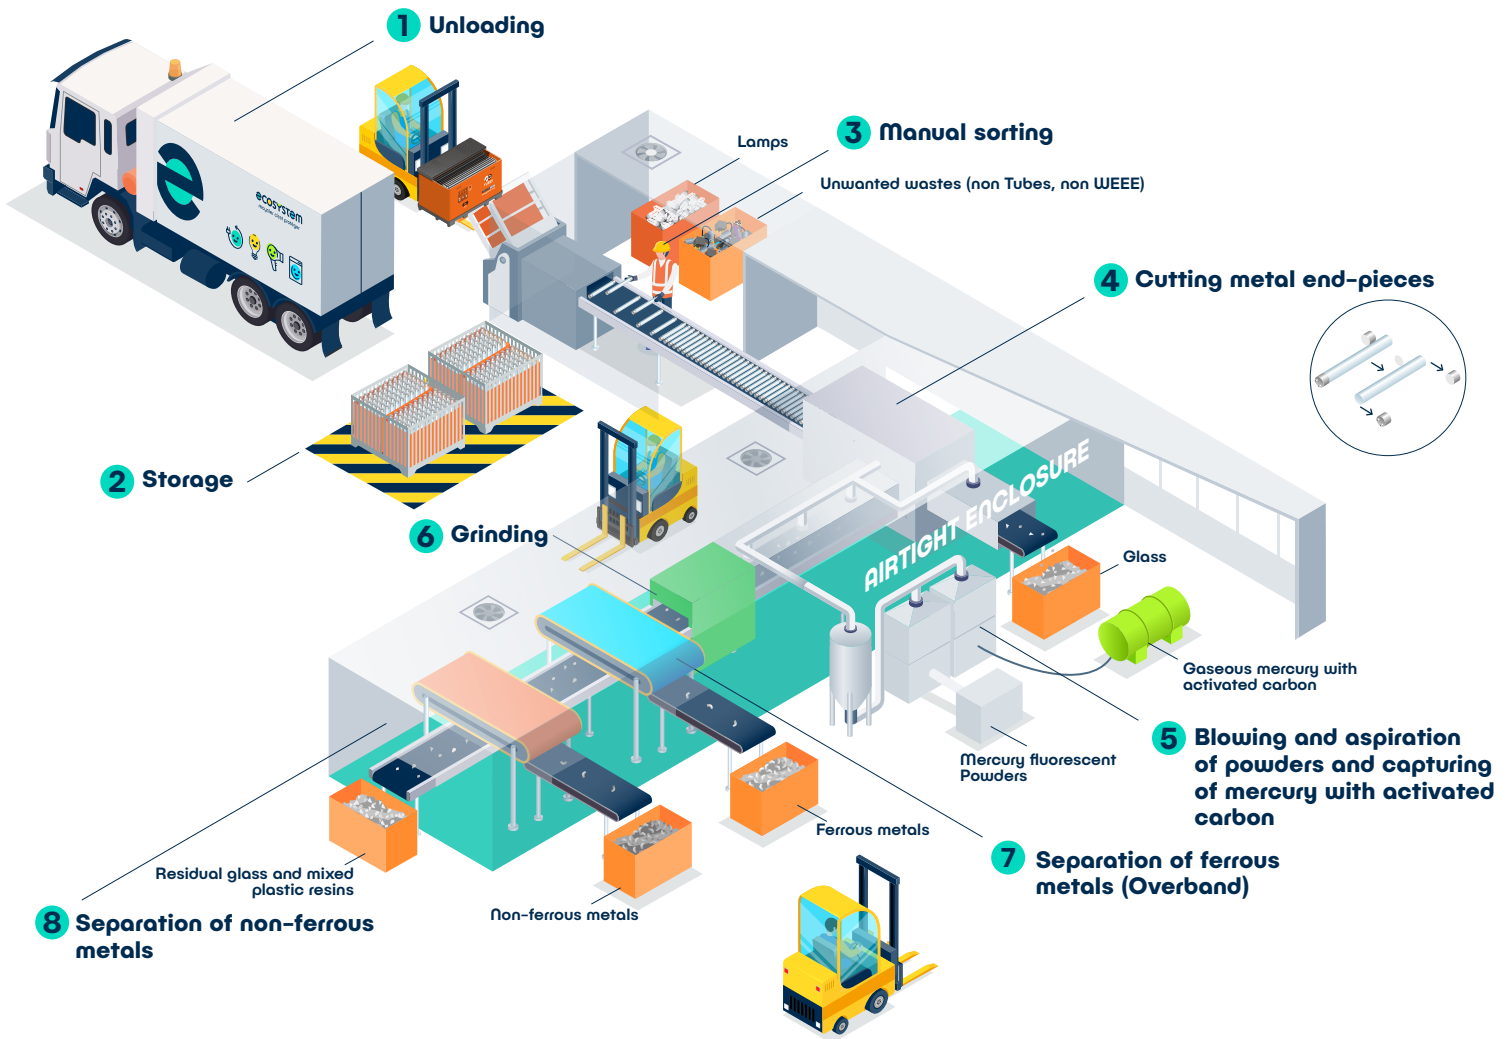 1 Unloading
ecosystem
recycler c'est protéger
Lamps
3 Manual sorting
Unwanted wastes (non Tubes, non WEEE)
4 Cutting metal end-pieces
2 Storage
AIRTIGHT ENCLOSURE
6 Grinding
Glass
Gaseous mercury with
activated carbon
5 Blowing and aspiration
of powders and capturing
of mercury with activated
carbon
Mercury fluorescent
Powders
Ferrous metals
7 Separation of ferrous
metals (Overband)
Residual glass and mixed
plastic resins
Non-ferrous metals
8 Separation of non-ferrous
metals